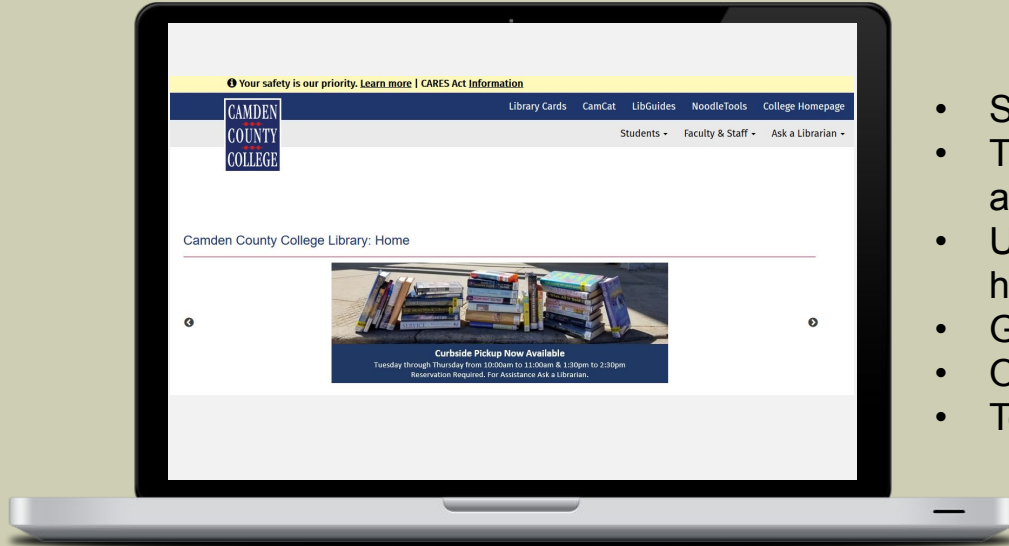 Your safety is our priority. Learn more | CARES Act Information
Library Cards CamCat LibGuides NoodleTools College Homepage
CAMDEN
COUNTY
COLLEGE
Students Faculty & Staff Ask a Librarian
Camden County College Library: Home
Curbside Pickup Now Available
Tuesday through Thursday from 10:00am to 11:00am & 1:30pm to 2:30pm
Reservation Required. For Assistance Ask a Librarian.